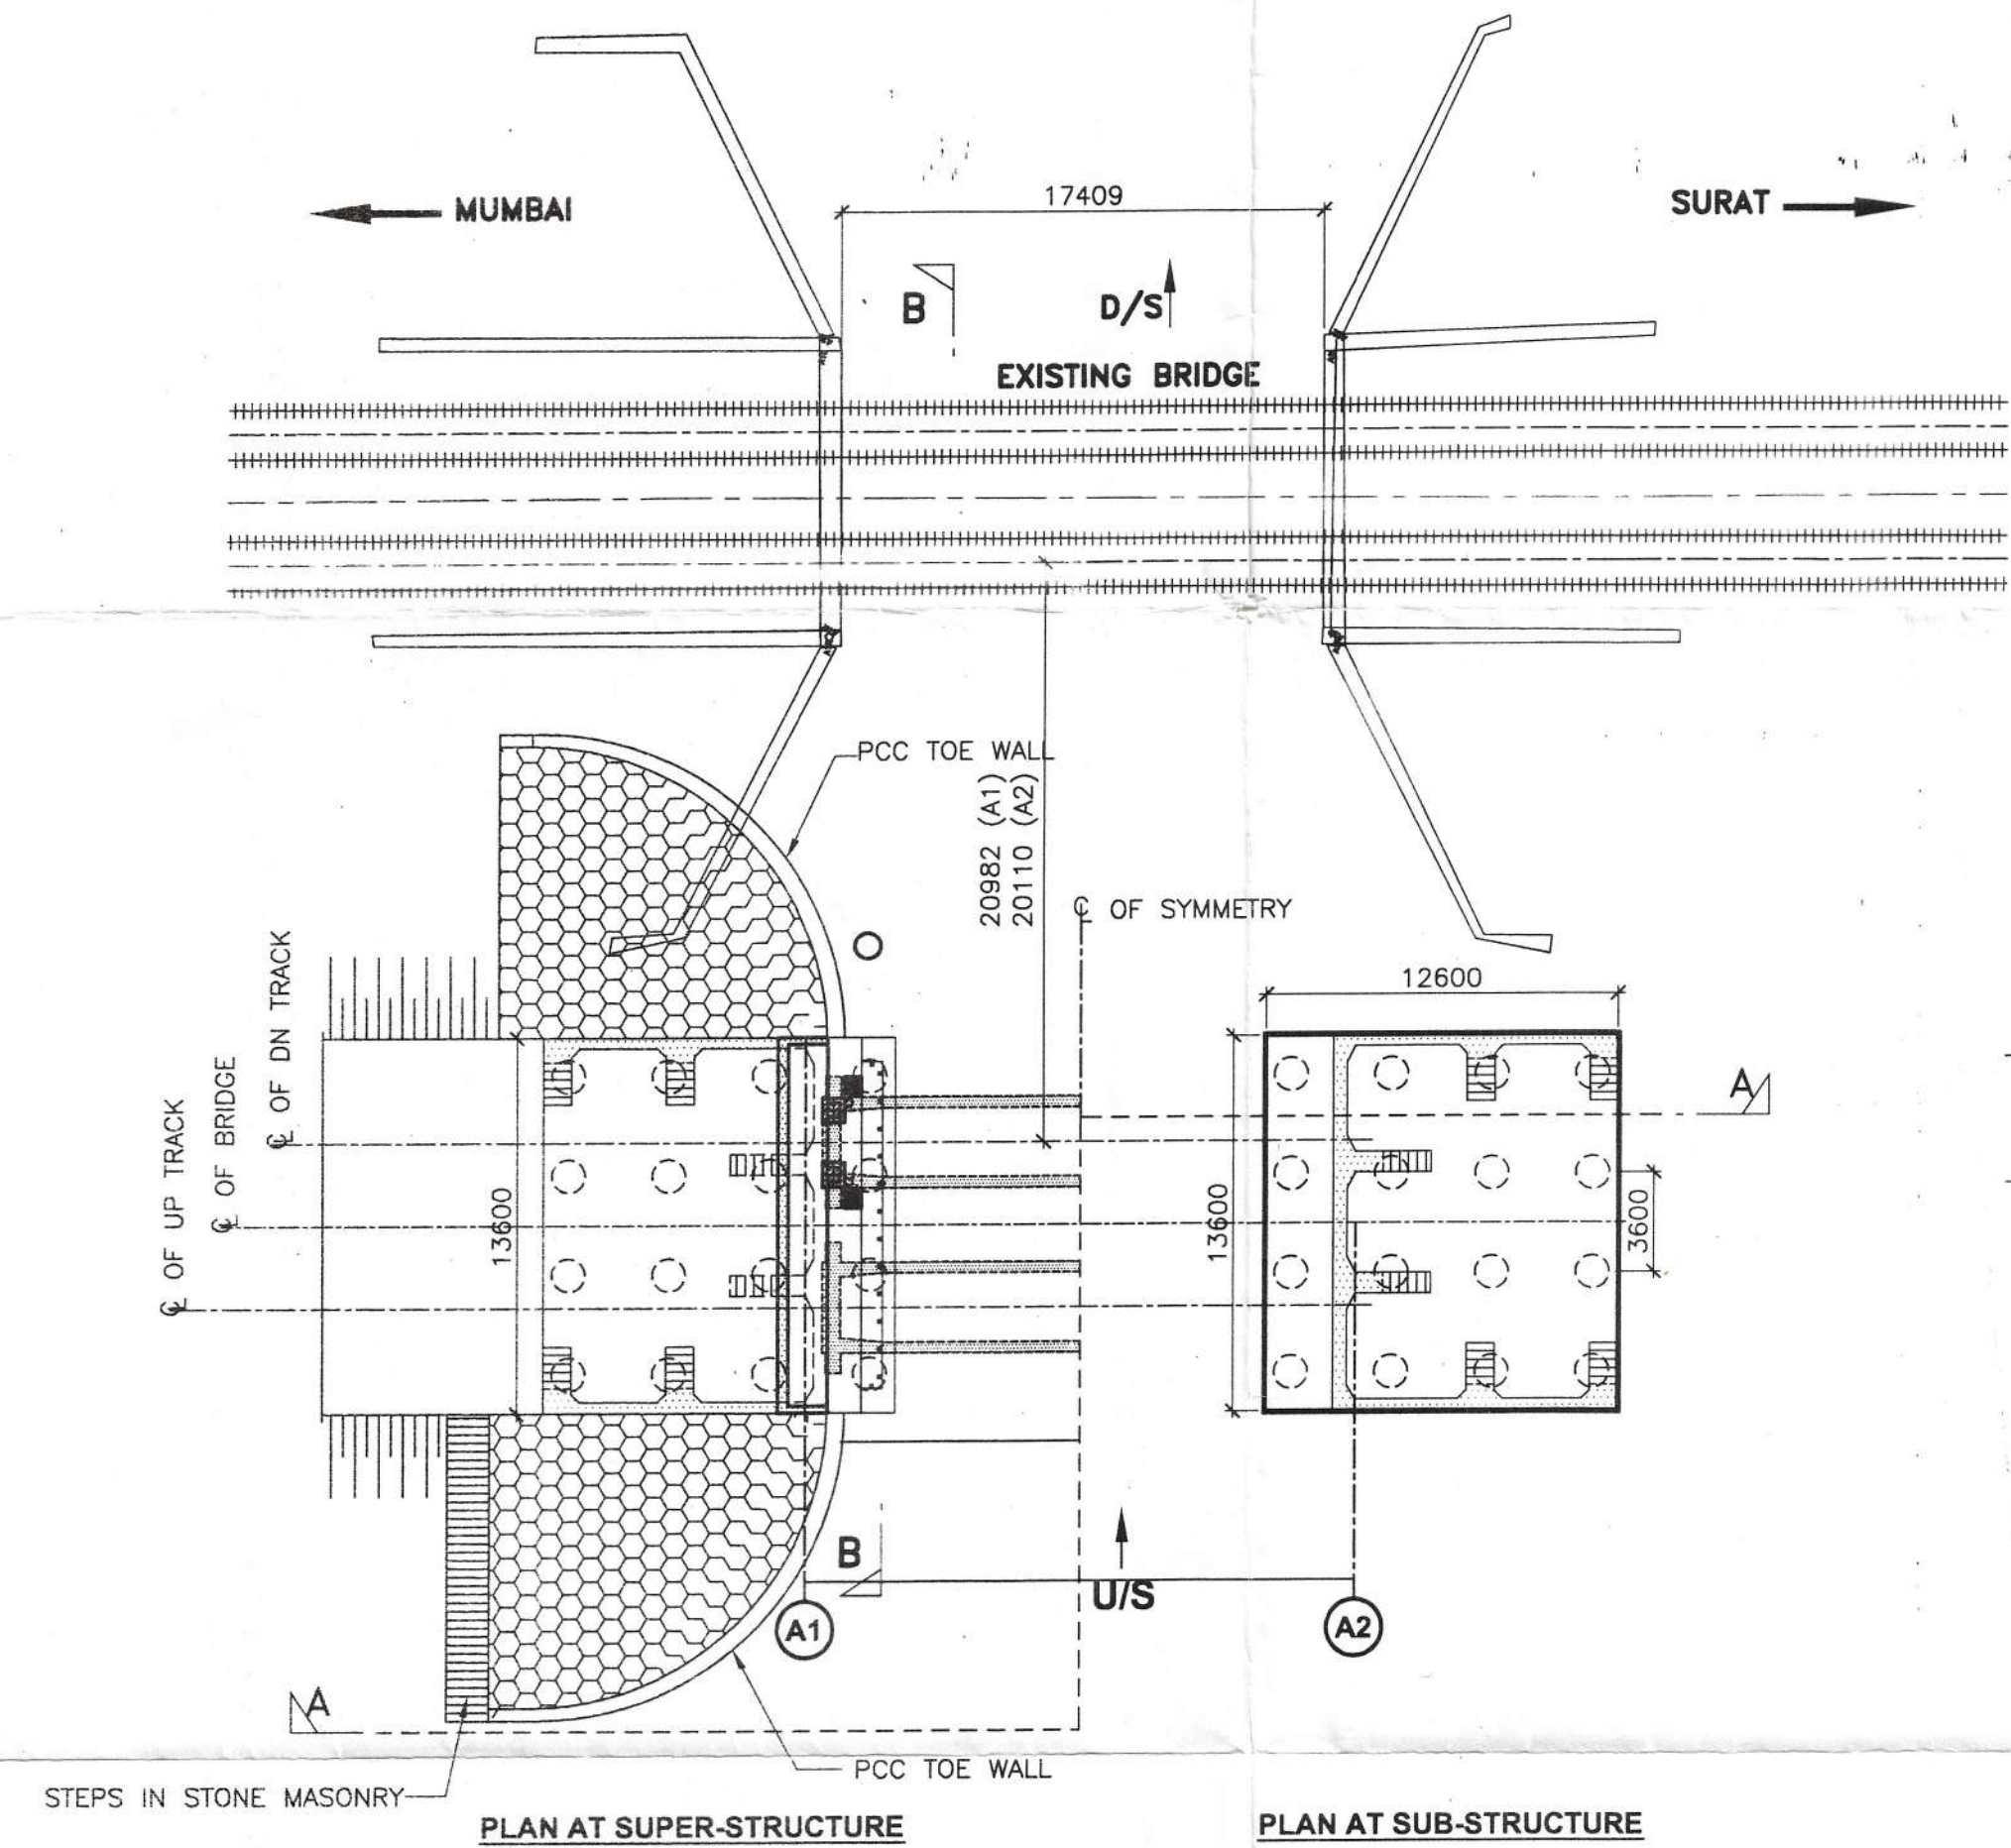 MUMBAI
17409
SURAT
B
D/S
EXISTING BRIDGE
PCC TOE WALL
20982 (A1)
20110 (A2)
℄ OF SYMMETRY
℄ OF DN TRACK
℄ OF BRIDGE
℄ OF UP TRACK
12600
A
13600
13600
3600
B
U/S
A1
A2
A
PCC TOE WALL
STEPS IN STONE MASONRY
PLAN AT SUPER-STRUCTURE
PLAN AT SUB-STRUCTURE